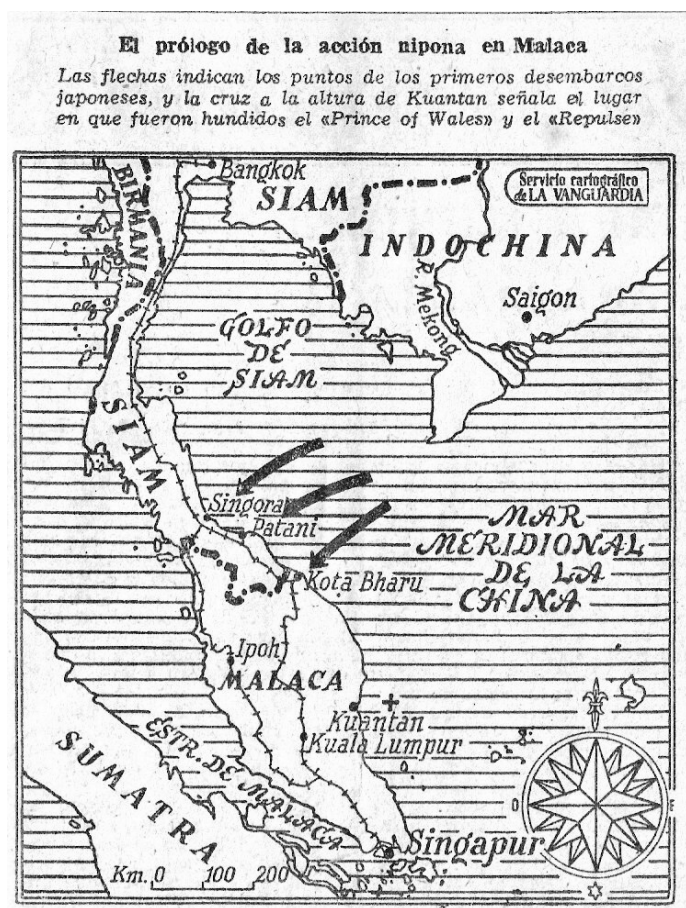 El prólogo de la acción nipona en Malaca
Las flechas indican los puntos de los primeros desembarcos
japoneses, y la cruz a la altura de Kuantan señala el lugar
en que fueron hundidos el «Prince of Wales» y el «Repulse»
Bangkok
BIRMANIA
SIAM
Servicio cartográfico
de LA VANGUARDIA
INDOCHINA
R. Mekong
Saigon
GOLFO
DE
SIAM
SIAM
Singora
Patani
Kota Bharu
MAR
MERIDIONAL
DE LA
CHINA
Ipoh
MALACA
Kuantan
Kuala Lumpur
ESTR. DE MALACA
SUMATRA
Singapur
O
E
Km. 0 100 200